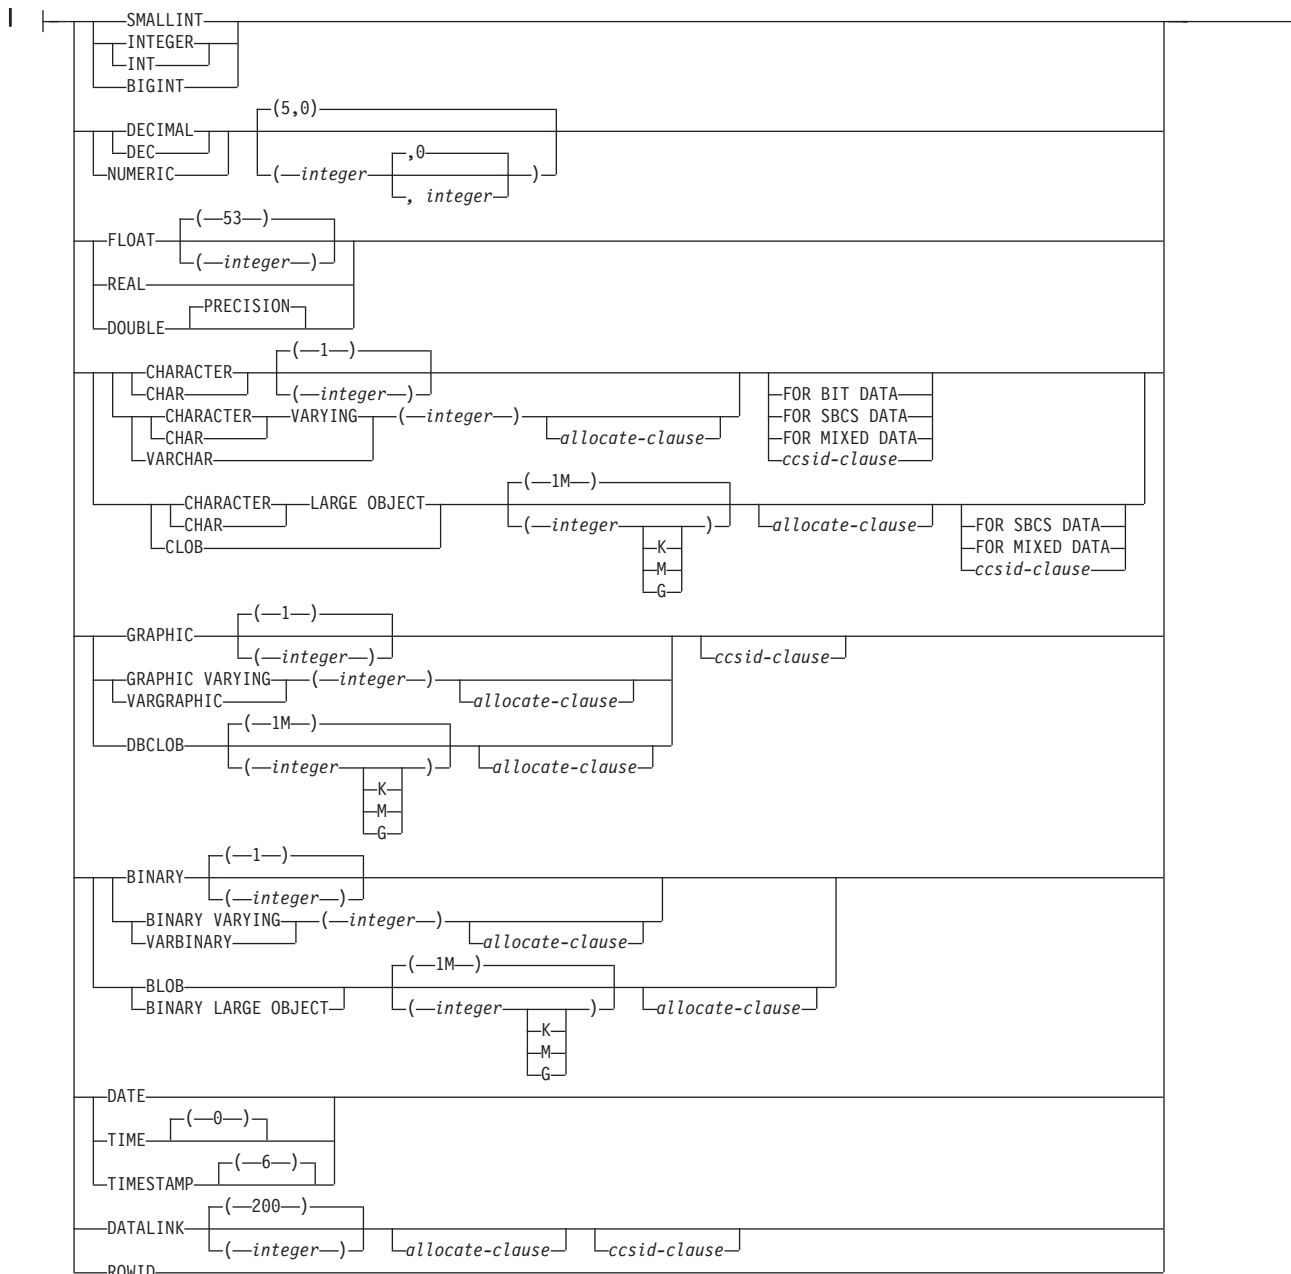 SMALLINT
INTEGER
INT
BIGINT
(5,0)
DECIMAL
DEC ,0
NUMERIC ( integer )
, integer
( 53 )
FLOAT
( integer )
REAL
PRECISION
DOUBLE
( 1 )
CHARACTER
CHAR ( integer ) FOR BIT DATA
CHARACTER VARYING ( integer ) FOR SBCS DATA
CHAR allocate-clause FOR MIXED DATA
VARCHAR ccsid-clause
( 1M )
CHARACTER LARGE OBJECT
CHAR ( integer ) allocate-clause FOR SBCS DATA
CLOB K FOR MIXED DATA
M ccsid-clause
G
( 1 )
GRAPHIC
( integer ) ccsid-clause
GRAPHIC VARYING ( integer )
VARGRAPHIC allocate-clause
( 1M )
DBCLOB
( integer ) allocate-clause
K
M
G
( 1 )
BINARY
( integer )
BINARY VARYING ( integer )
VARBINARY allocate-clause
( 1M )
BLOB
BINARY LARGE OBJECT ( integer ) allocate-clause
K
M
G
DATE
( 0 )
TIME
( 6 )
TIMESTAMP
( 200 )
DATALINK
( integer ) allocate-clause ccsid-clause
ROWID